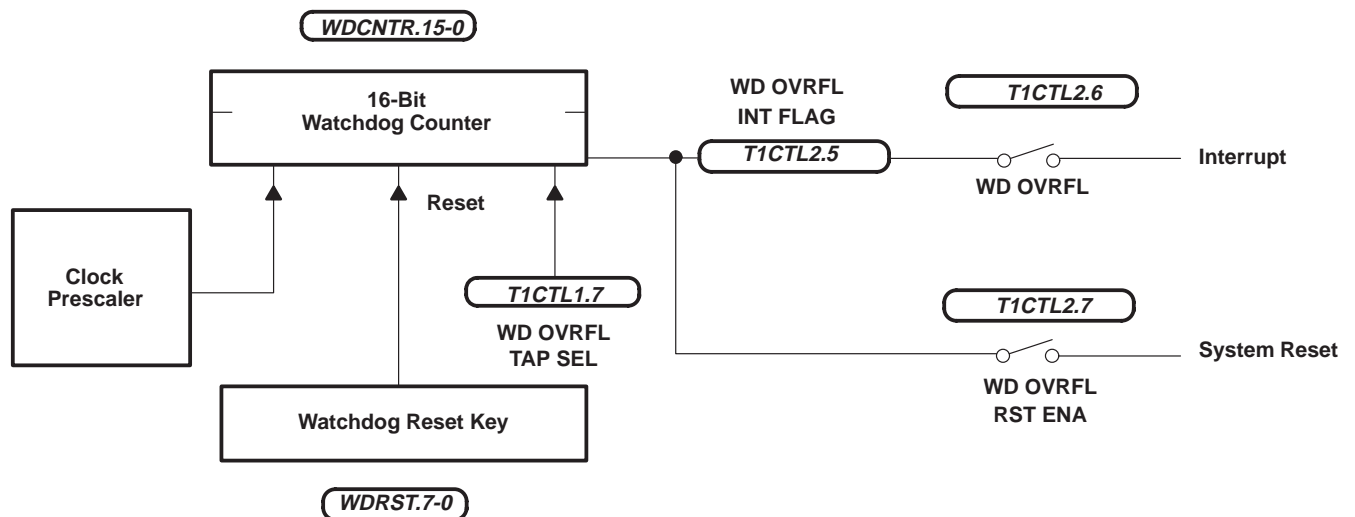 WDCNTR.15-0
16-Bit
Watchdog Counter
WD OVRFL
INT FLAG
T1CTL2.5
T1CTL2.6
WD OVRFL
Interrupt
Reset
Clock
Prescaler
T1CTL1.7
WD OVRFL
TAP SEL
T1CTL2.7
WD OVRFL
RST ENA
System Reset
Watchdog Reset Key
WDRST.7-0